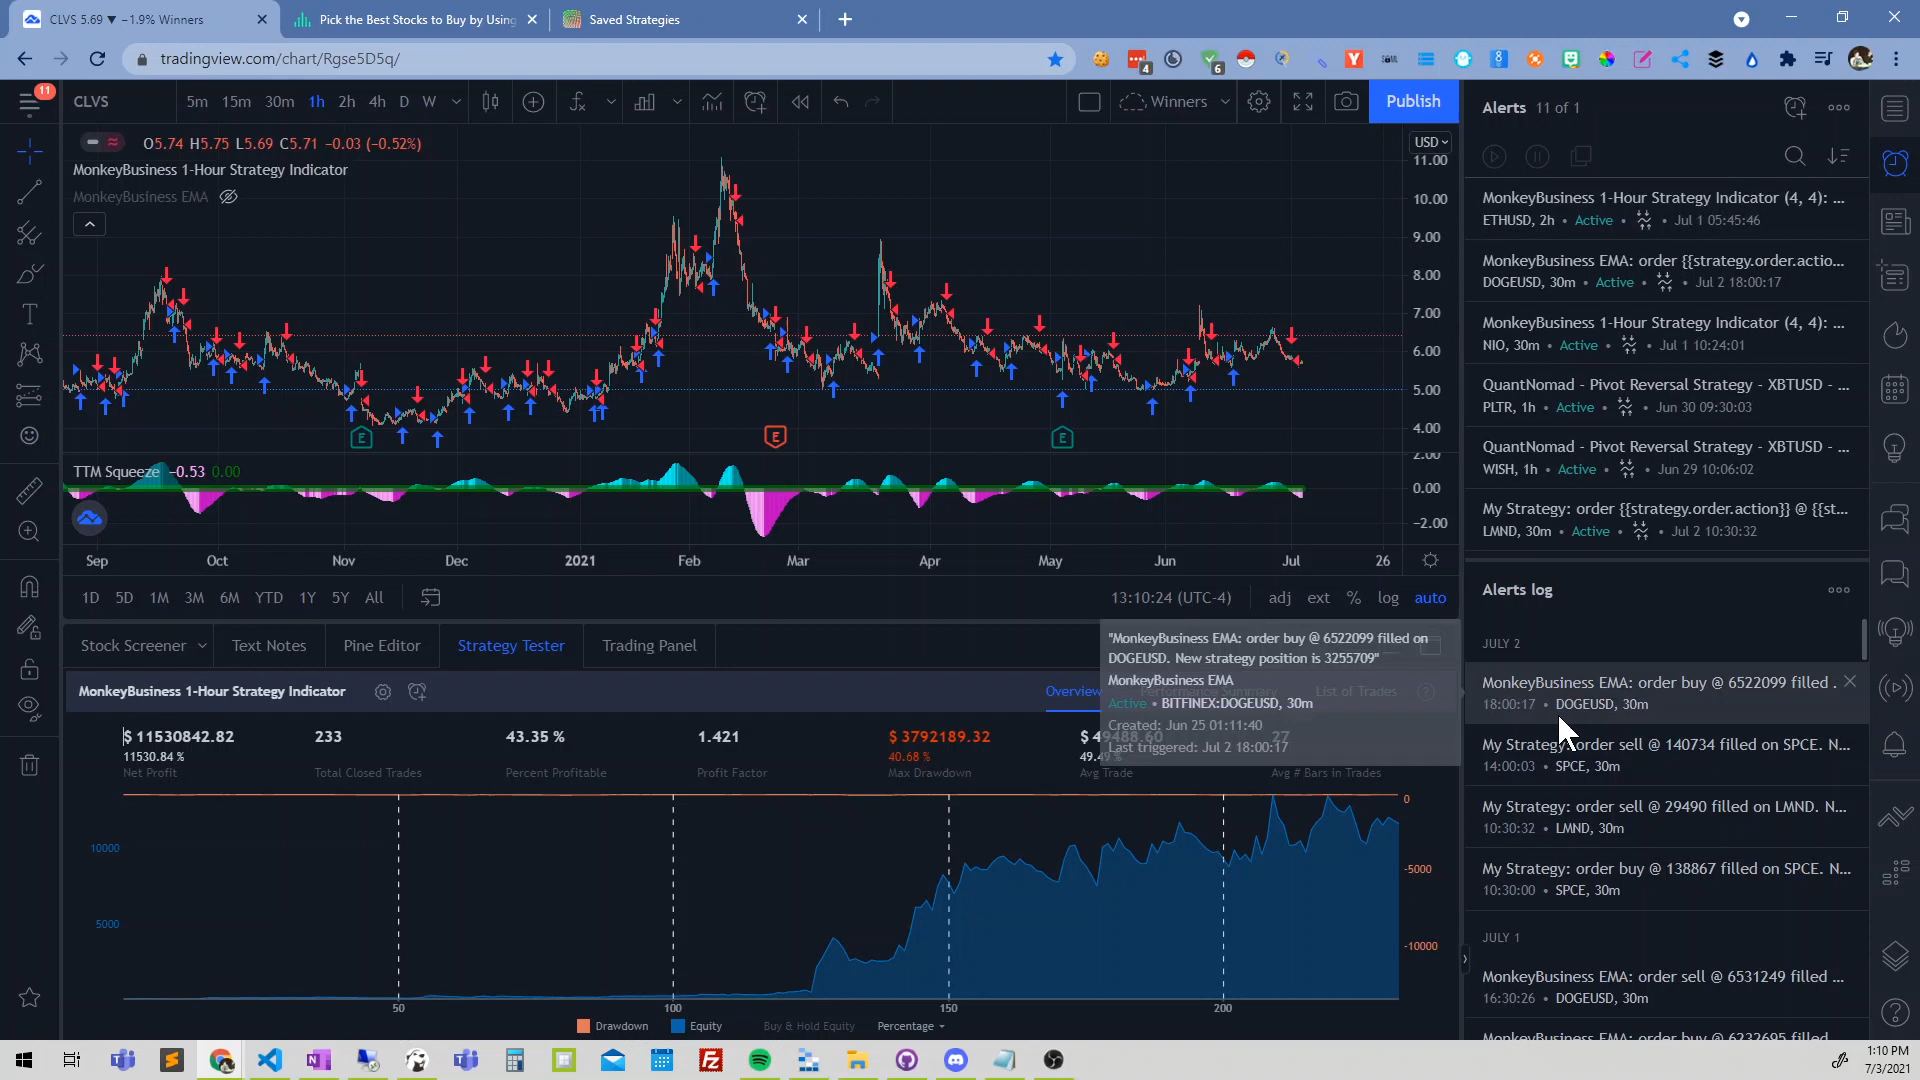 CLVS 5.69 ▼ −1.9% Winners
Pick the Best Stocks to Buy by Using
Saved Strategies
tradingview.com/chart/Rgse5D5q/
4
6
11
CLVS
5m 15m 30m 1h 2h 4h D W
Winners
Publish
O5.74 H5.75 L5.69 C5.71 −0.03 (−0.52%)
MonkeyBusiness 1-Hour Strategy Indicator
MonkeyBusiness EMA
USD
11.00
10.00
9.00
8.00
7.00
6.00
5.00
4.00
E E E
TTM Squeeze −0.53 0.00
2.00
0.00
−2.00
Sep Oct Nov Dec 2021 Feb Mar Apr May Jun Jul 26
1D 5D 1M 3M 6M YTD 1Y 5Y All
13:10:24 (UTC-4) adj ext % log auto
Stock Screener Text Notes Pine Editor Strategy Tester Trading Panel
MonkeyBusiness 1-Hour Strategy Indicator
Overview Performance Summary List of Trades
$ 11530842.82
11530.84 %
Net Profit
233
Total Closed Trades
43.35 %
Percent Profitable
1.421
Profit Factor
$ 3792189.32
40.68 %
Max Drawdown
$ 49488.60
49.49 %
Avg Trade
27
Avg # Bars in Trades
"MonkeyBusiness EMA: order buy @ 6522099 filled on
DOGEUSD. New strategy position is 3255709"
MonkeyBusiness EMA
Active • BITFINEX:DOGEUSD, 30m
Created: Jun 25 01:11:40
Last triggered: Jul 2 18:00:17
10000
5000
0
-5000
-10000
50 100 150 200
Drawdown Equity Buy & Hold Equity Percentage
Alerts 11 of 1
MonkeyBusiness 1-Hour Strategy Indicator (4, 4): ...
ETHUSD, 2h • Active • Jul 1 05:45:46
MonkeyBusiness EMA: order {{strategy.order.actio...
DOGEUSD, 30m • Active • Jul 2 18:00:17
MonkeyBusiness 1-Hour Strategy Indicator (4, 4): ...
NIO, 30m • Active • Jul 1 10:24:01
QuantNomad - Pivot Reversal Strategy - XBTUSD - ...
PLTR, 1h • Active • Jun 30 09:30:03
QuantNomad - Pivot Reversal Strategy - XBTUSD - ...
WISH, 1h • Active • Jun 29 10:06:02
My Strategy: order {{strategy.order.action}} @ {{st...
LMND, 30m • Active • Jul 2 10:30:32
Alerts log
JULY 2
MonkeyBusiness EMA: order buy @ 6522099 filled .
18:00:17 • DOGEUSD, 30m
My Strategy: order sell @ 140734 filled on SPCE. N...
14:00:03 • SPCE, 30m
My Strategy: order sell @ 29490 filled on LMND. N...
10:30:32 • LMND, 30m
My Strategy: order buy @ 138867 filled on SPCE. N...
10:30:00 • SPCE, 30m
JULY 1
MonkeyBusiness EMA: order sell @ 6531249 filled ...
16:30:26 • DOGEUSD, 30m
MonkeyBusiness EMA: order buy @ 6232695 filled ...
1:10 PM
7/3/2021